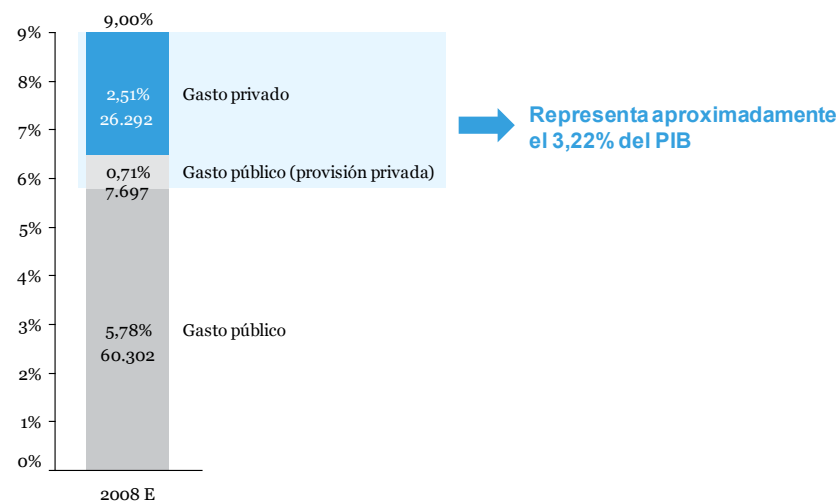 9,00%
9%
8%
7%
6%
5%
4%
3%
2%
1%
0%
2,51%
26.292
Gasto privado
0,71%
7.697
Gasto público (provisión privada)
5,78%
60.302
Gasto público
2008 E
Representa aproximadamente
el 3,22% del PIB